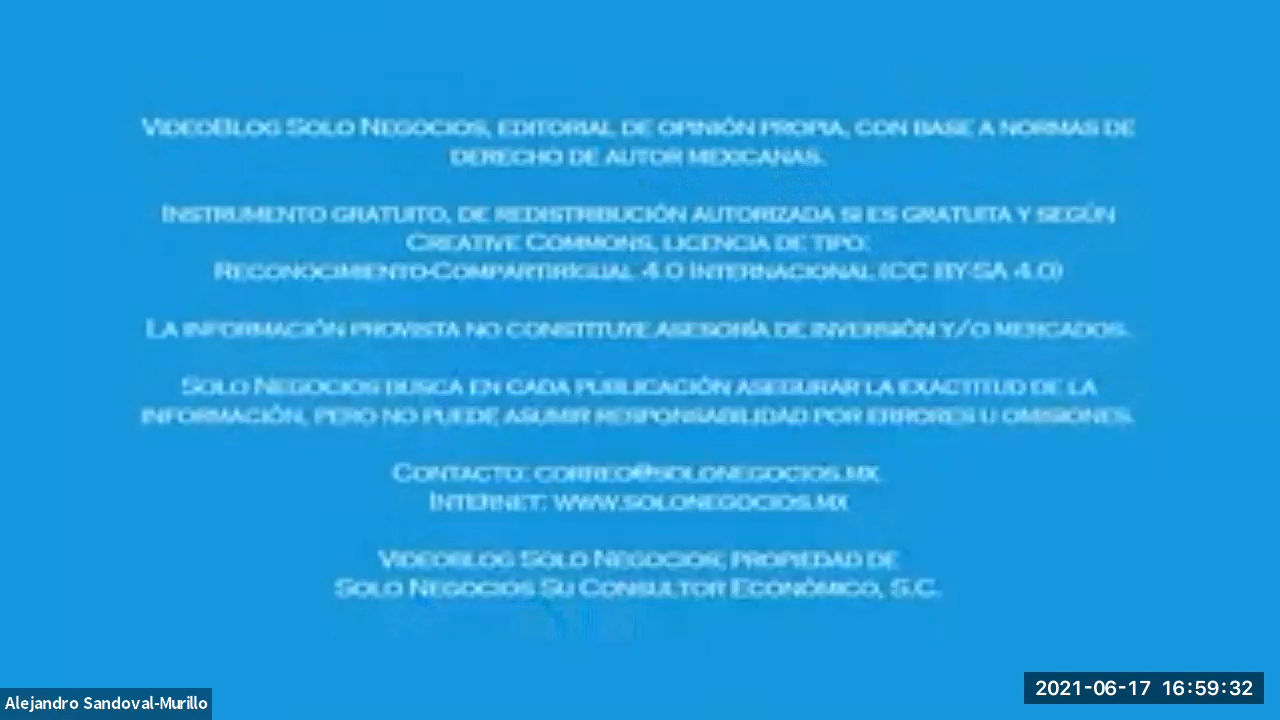 VideoBlog Solo Negocios, editorial de opinión propia, con base a normas de
derecho de autor mexicanas.
Instrumento gratuito, de redistribución autorizada si es gratuita y según
Creative Commons, licencia de tipo:
Reconocimiento-CompartirIgual 4.0 Internacional (CC BY-SA 4.0)
La información provista no constituye asesoría de inversión y/o mercados.
Solo Negocios busca en cada publicación asegurar la exactitud de la
información, pero no puede asumir responsabilidad por errores u omisiones.
Contacto: correo@solonegocios.mx
Internet: www.solonegocios.mx
Videoblog Solo Negocios; propiedad de
Solo Negocios Su Consultor Económico, S.C.
Alejandro Sandoval-Murillo
2021-06-17 16:59:32